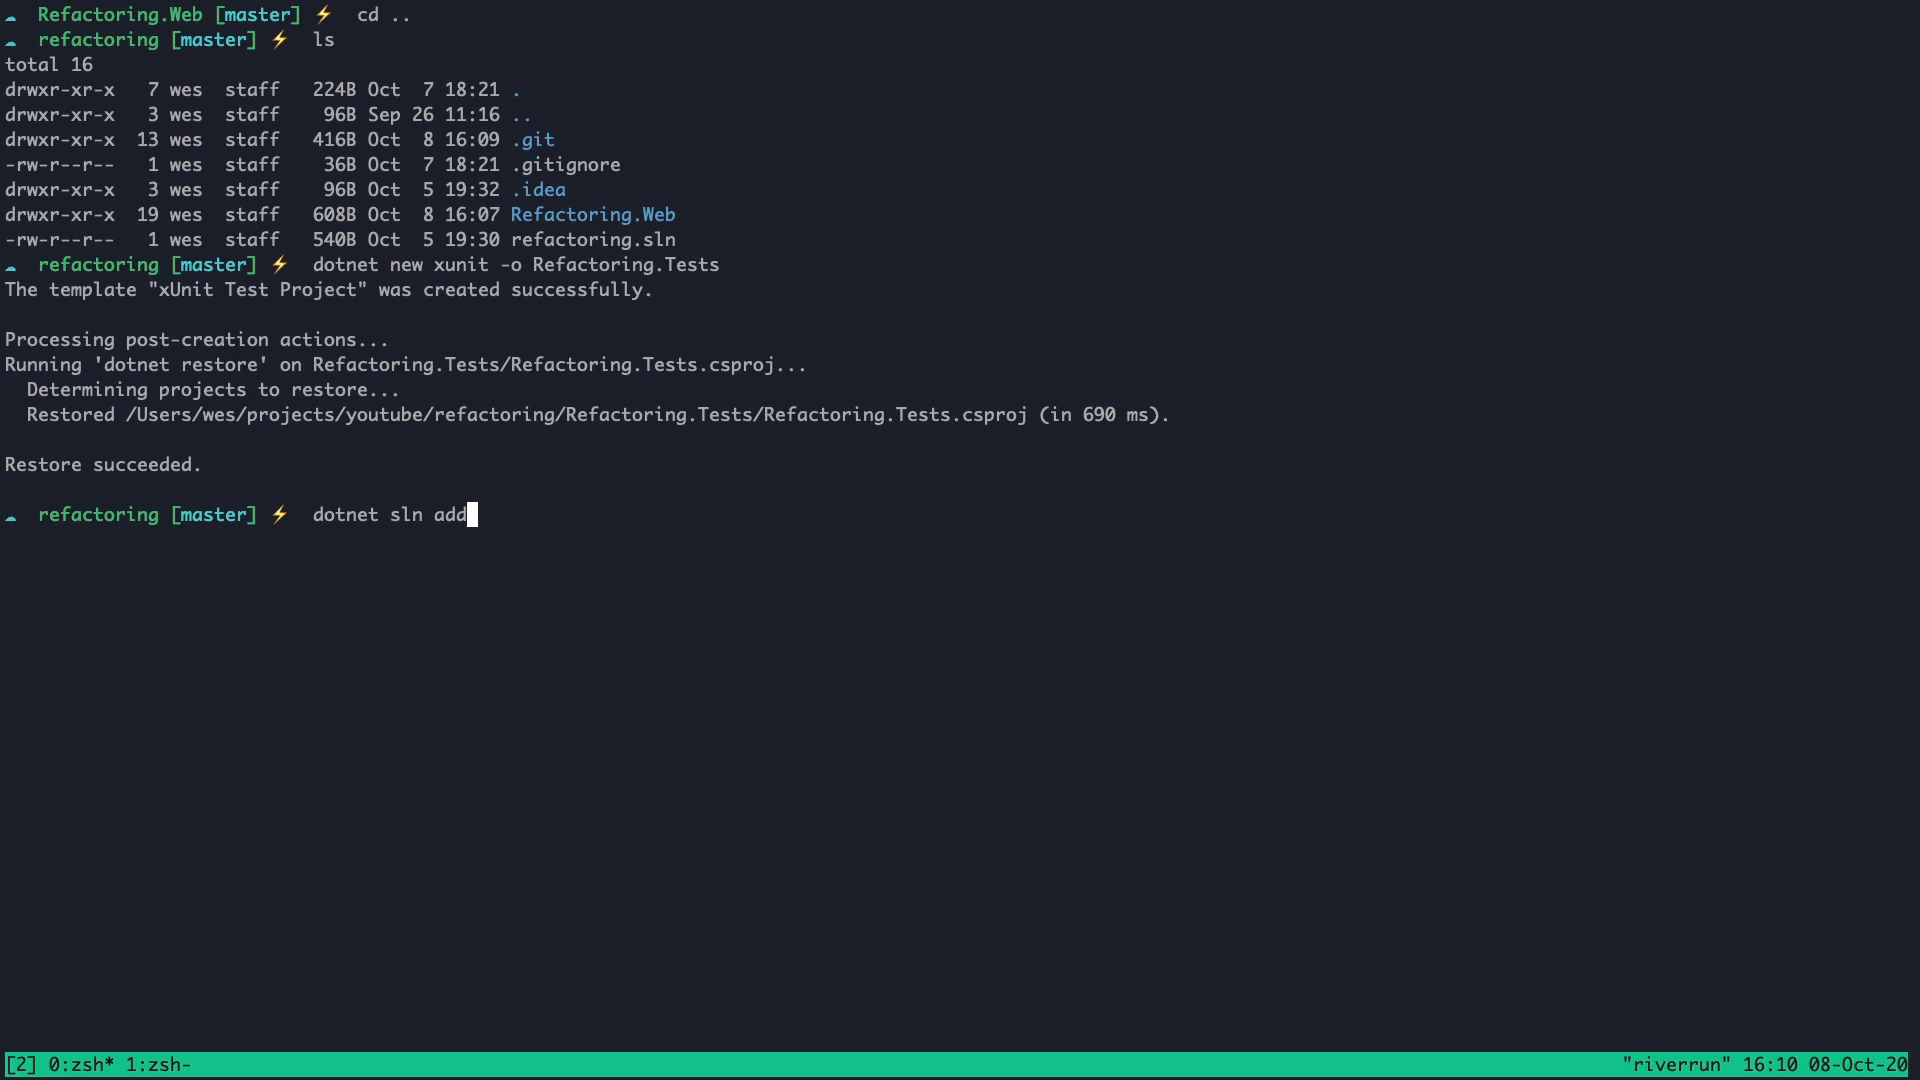 ☁  Refactoring.Web [master] ⚡  cd ..
☁  refactoring [master] ⚡  ls
total 16
drwxr-xr-x   7 wes  staff   224B Oct  7 18:21 .
drwxr-xr-x   3 wes  staff    96B Sep 26 11:16 ..
drwxr-xr-x  13 wes  staff   416B Oct  8 16:09 .git
-rw-r--r--   1 wes  staff    36B Oct  7 18:21 .gitignore
drwxr-xr-x   3 wes  staff    96B Oct  5 19:32 .idea
drwxr-xr-x  19 wes  staff   608B Oct  8 16:07 Refactoring.Web
-rw-r--r--   1 wes  staff   540B Oct  5 19:30 refactoring.sln
☁  refactoring [master] ⚡  dotnet new xunit -o Refactoring.Tests
The template "xUnit Test Project" was created successfully.
Processing post-creation actions...
Running 'dotnet restore' on Refactoring.Tests/Refactoring.Tests.csproj...
  Determining projects to restore...
  Restored /Users/wes/projects/youtube/refactoring/Refactoring.Tests/Refactoring.Tests.csproj (in 690 ms).
Restore succeeded.
☁  refactoring [master] ⚡  dotnet sln add
[2] 0:zsh* 1:zsh- "riverrun" 16:10 08-Oct-20